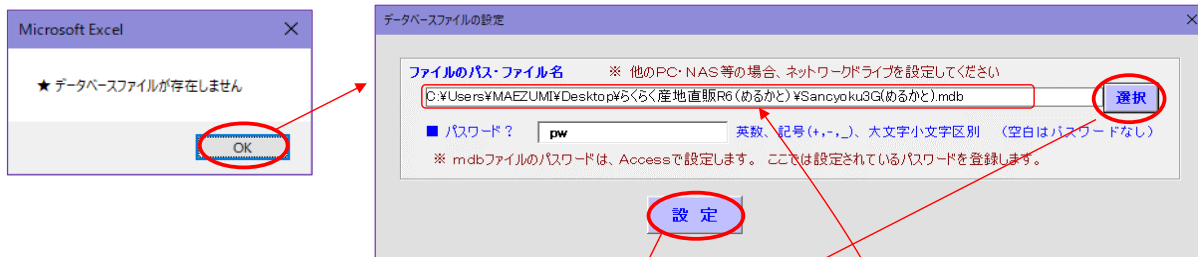 Microsoft Excel
★ データベースファイルが存在しません
OK
データベースファイルの設定
ファイルのパス・ファイル名 ※ 他のPC・NAS等の場合、ネットワークドライブを設定してください
C:¥Users¥MAEZUMI¥Desktop¥らくらく産地直販R6(めるかと)¥Sancyoku3G(めるかと).mdb
選択
■ パスワード？ pw 英数、記号(+,-,_)、大文字小文字区別 （空白はパスワードなし）
※ mdbファイルのパスワードは、Accessで設定します。 ここでは設定されているパスワードを登録します。
設 定